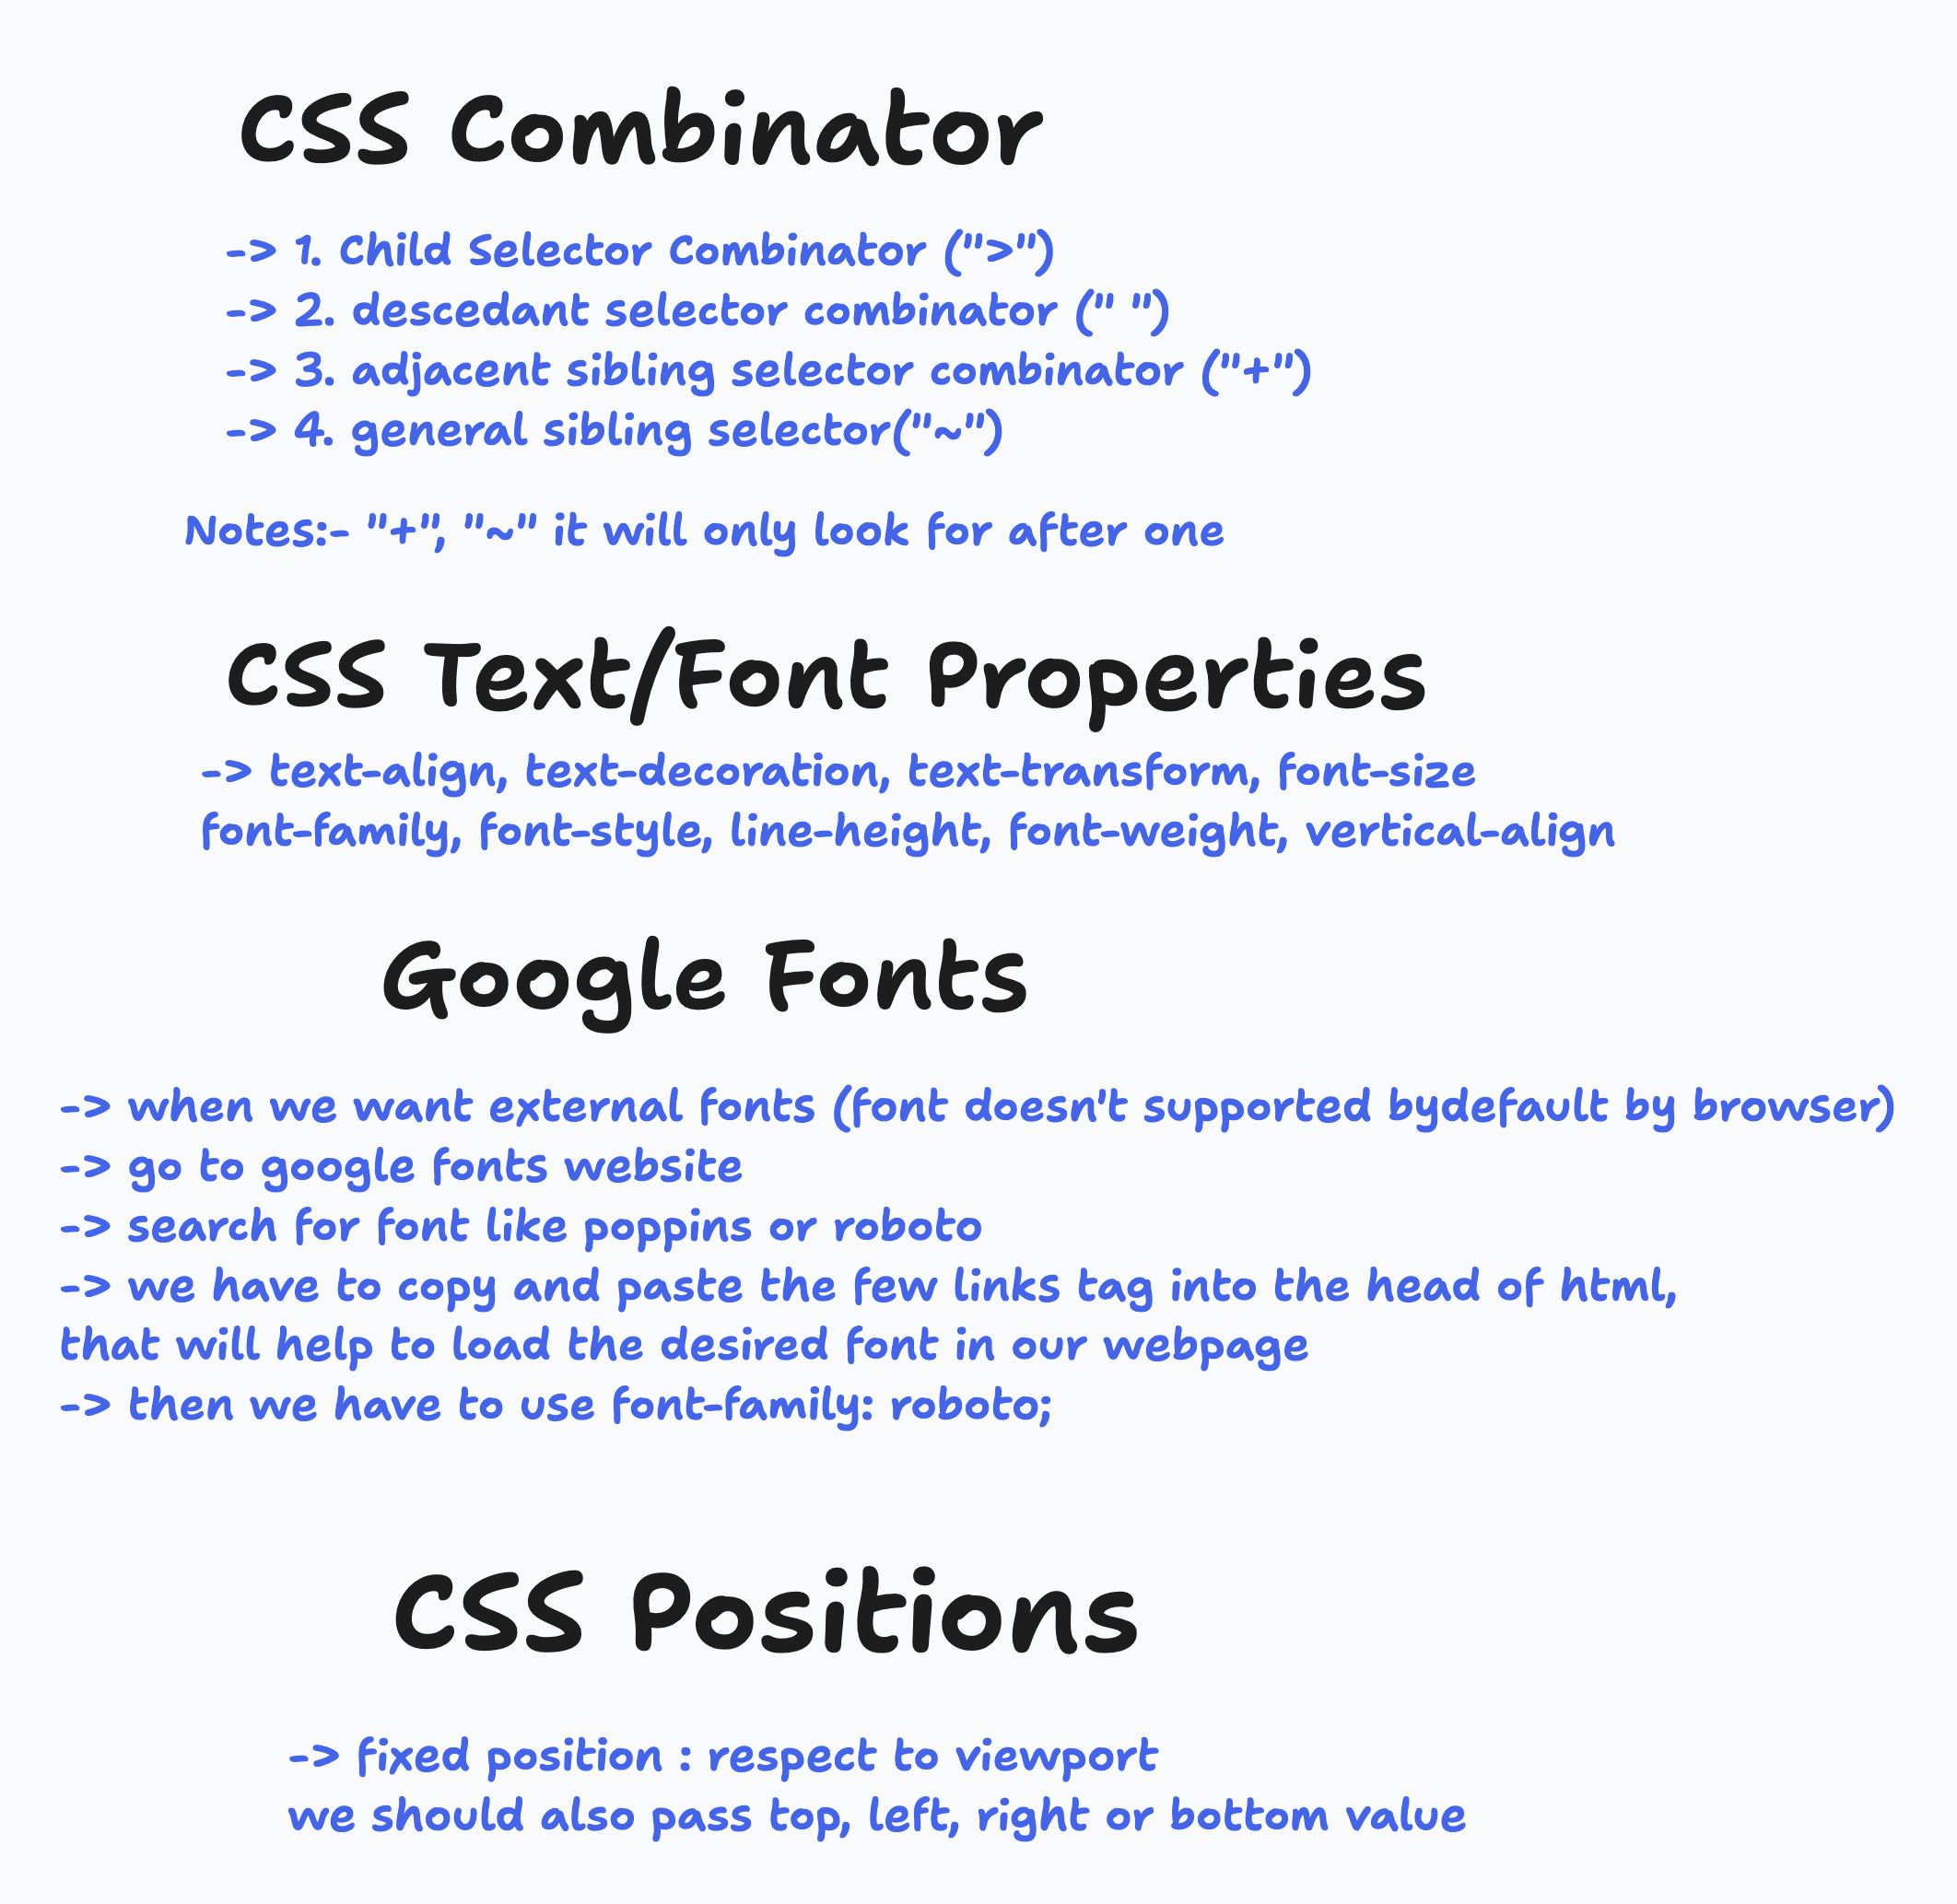 CSS Combinator
-> 1. Child Selector Combinator (">")
-> 2. descedant selector combinator (" ")
-> 3. adjacent sibling selector combinator ("+")
-> 4. general sibling selector("~")
Notes:- "+", "~" it will only look for after one
CSS Text/Font Properties
-> text-align, text-decoration, text-transform, font-size
font-family, font-style, line-height, font-weight, vertical-align
Google Fonts
-> when we want external fonts (font doesn't supported bydefault by browser)
-> go to google fonts website
-> search for font like poppins or roboto
-> we have to copy and paste the few links tag into the head of html,
that will help to load the desired font in our webpage
-> then we have to use font-family: roboto;
CSS Positions
-> fixed position : respect to viewport
we should also pass top, left, right or bottom value